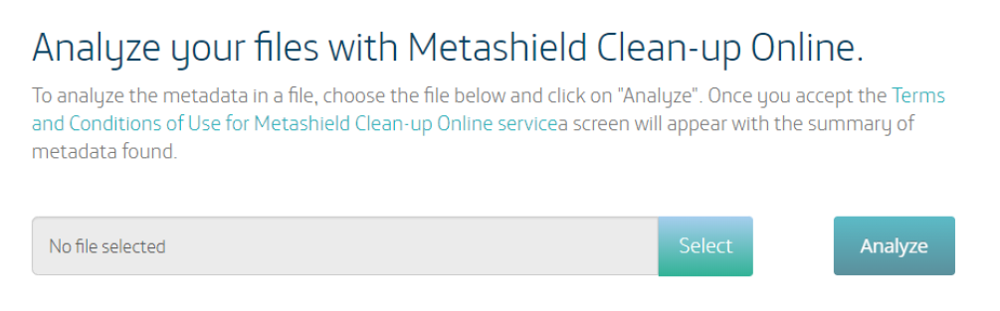 Analyze your files with Metashield Clean-up Online.
To analyze the metadata in a file, choose the file below and click on "Analyze". Once you accept the Terms
and Conditions of Use for Metashield Clean-up Online servicea screen will appear with the summary of
metadata found.
No file selected
Select
Analyze